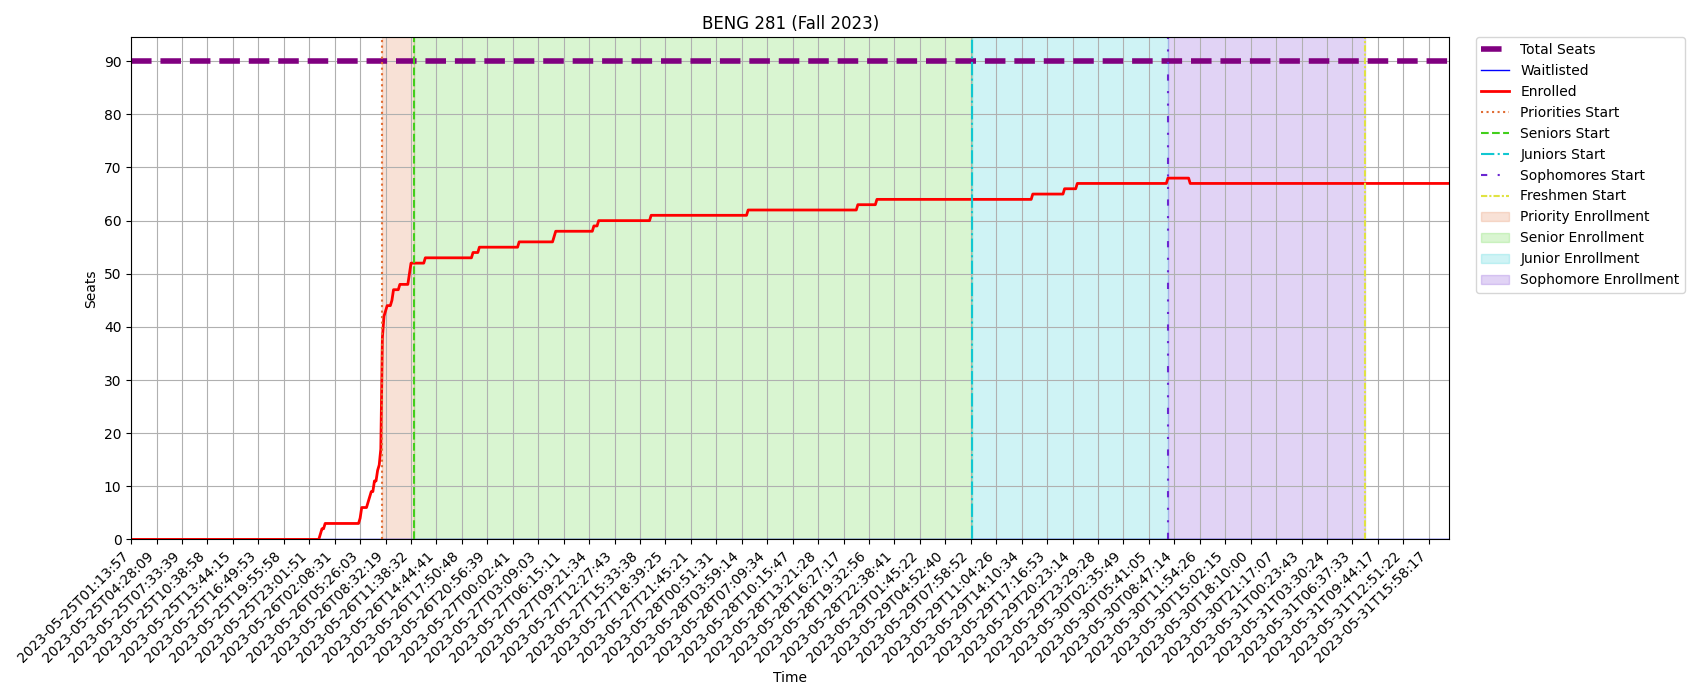 BENG 281 (Fall 2023)
Seats
90
80
70
60
50
40
30
20
10
0
2023-05-25T01:13:57
2023-05-25T04:28:09
2023-05-25T07:33:39
2023-05-25T10:38:58
2023-05-25T13:44:15
2023-05-25T16:49:53
2023-05-25T19:55:58
2023-05-25T23:01:51
2023-05-26T02:08:31
2023-05-26T05:26:03
2023-05-26T08:32:19
2023-05-26T11:38:32
2023-05-26T14:44:41
2023-05-26T17:50:48
2023-05-26T20:56:39
2023-05-27T00:02:41
2023-05-27T03:09:03
2023-05-27T06:15:11
2023-05-27T09:21:34
2023-05-27T12:27:43
2023-05-27T15:33:38
2023-05-27T18:39:25
2023-05-27T21:45:21
2023-05-28T00:51:31
2023-05-28T03:59:14
2023-05-28T07:09:34
2023-05-28T10:15:47
2023-05-28T13:21:28
2023-05-28T16:27:17
2023-05-28T19:32:56
2023-05-28T22:38:41
2023-05-29T01:45:22
2023-05-29T04:52:40
2023-05-29T07:58:52
2023-05-29T11:04:26
2023-05-29T14:10:34
2023-05-29T17:16:53
2023-05-29T20:23:14
2023-05-29T23:29:28
2023-05-30T02:35:49
2023-05-30T05:41:05
2023-05-30T08:47:14
2023-05-30T11:54:26
2023-05-30T15:02:15
2023-05-30T18:10:00
2023-05-30T21:17:07
2023-05-31T00:23:43
2023-05-31T03:30:24
2023-05-31T06:37:33
2023-05-31T09:44:17
2023-05-31T12:51:22
2023-05-31T15:58:17
Time
Total Seats
Waitlisted
Enrolled
Priorities Start
Seniors Start
Juniors Start
Sophomores Start
Freshmen Start
Priority Enrollment
Senior Enrollment
Junior Enrollment
Sophomore Enrollment